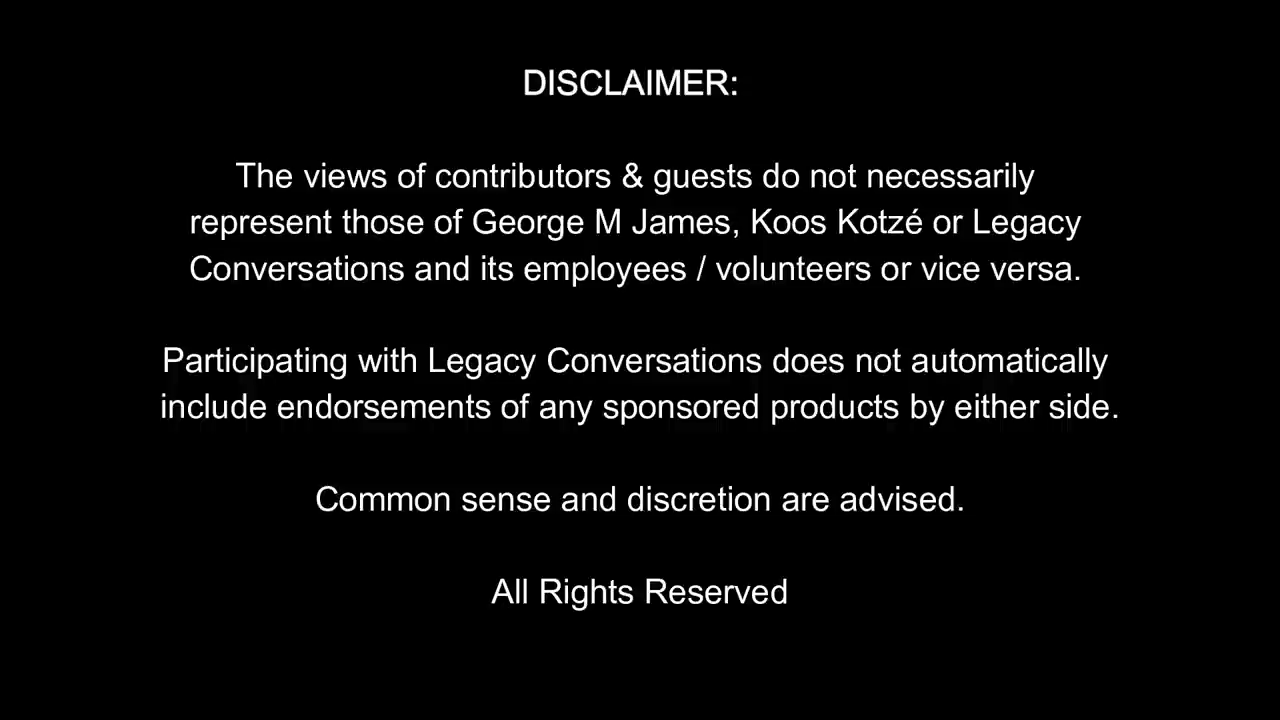 DISCLAIMER:
The views of contributors & guests do not necessarily
represent those of George M James, Koos Kotzé or Legacy
Conversations and its employees / volunteers or vice versa.
Participating with Legacy Conversations does not automatically
include endorsements of any sponsored products by either side.
Common sense and discretion are advised.
All Rights Reserved